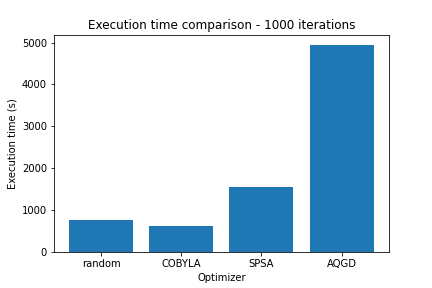 Execution time comparison - 1000 iterations
5000
4000
3000
2000
1000
0
Execution time (s)
random COBYLA SPSA AQGD
Optimizer